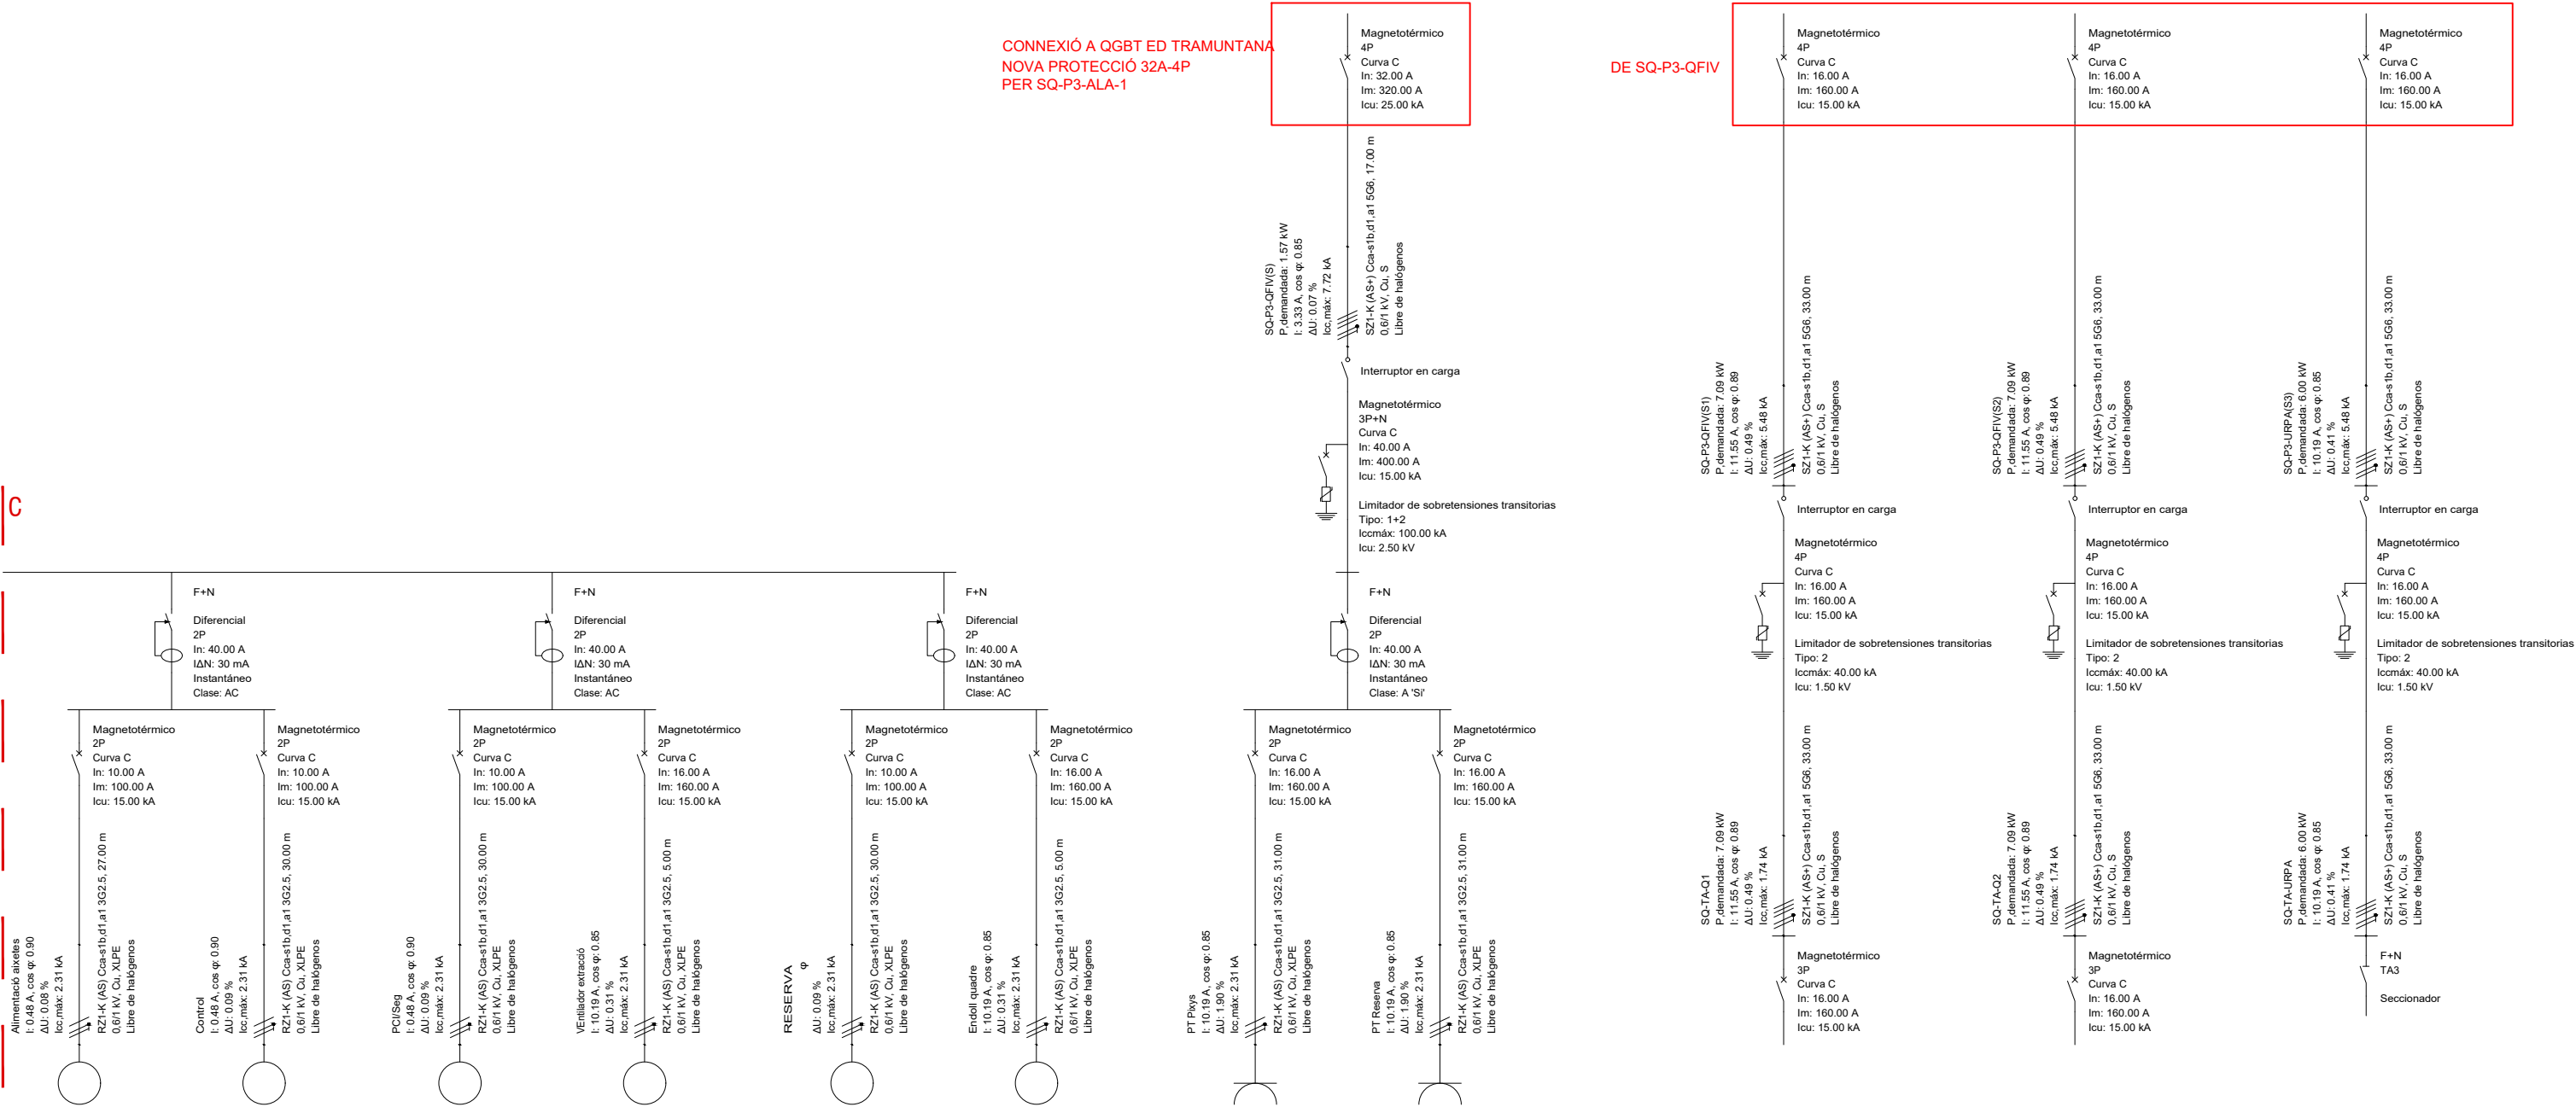 CONNEXIÓ A QGBT ED TRAMUNTANA
NOVA PROTECCIÓ 32A-4P
PER SQ-P3-ALA-1
Magnetotérmico
4P
Curva C
In: 32.00 A
Im: 320.00 A
Icu: 25.00 kA
DE SQ-P3-QFIV
Magnetotérmico
4P
Curva C
In: 16.00 A
Im: 160.00 A
Icu: 15.00 kA
Magnetotérmico
4P
Curva C
In: 16.00 A
Im: 160.00 A
Icu: 15.00 kA
Magnetotérmico
4P
Curva C
In: 16.00 A
Im: 160.00 A
Icu: 15.00 kA
SQ-P3-QFIV(S)
P,demandada: 1.57 kW
I: 3.33 A, cos φ: 0.85
ΔU: 0.07 %
Icc,máx: 7.72 kA
SZ1-K (AS+) Cca-s1b,d1,a1 5G6, 17.00 m
0,6/1 kV, Cu, S
Libre de halógenos
Interruptor en carga
Magnetotérmico
3P+N
Curva C
In: 40.00 A
Im: 400.00 A
Icu: 15.00 kA
Limitador de sobretensiones transitorias
Tipo: 1+2
Iccmáx: 100.00 kA
Icu: 2.50 kV
SQ-P3-QFIV(S1)
P,demandada: 7.09 kW
I: 11.55 A, cos φ: 0.89
ΔU: 0.49 %
Icc,máx: 5.48 kA
SZ1-K (AS+) Cca-s1b,d1,a1 5G6, 33.00 m
0,6/1 kV, Cu, S
Libre de halógenos
SQ-P3-QFIV(S2)
P,demandada: 7.09 kW
I: 11.55 A, cos φ: 0.89
ΔU: 0.49 %
Icc,máx: 5.48 kA
SZ1-K (AS+) Cca-s1b,d1,a1 5G6, 33.00 m
0,6/1 kV, Cu, S
Libre de halógenos
SQ-P3-URPA(S3)
P,demandada: 6.00 kW
I: 10.19 A, cos φ: 0.85
ΔU: 0.41 %
Icc,máx: 5.48 kA
SZ1-K (AS+) Cca-s1b,d1,a1 5G6, 33.00 m
0,6/1 kV, Cu, S
Libre de halógenos
Interruptor en carga
Magnetotérmico
4P
Curva C
In: 16.00 A
Im: 160.00 A
Icu: 15.00 kA
Limitador de sobretensiones transitorias
Tipo: 2
Iccmáx: 40.00 kA
Icu: 1.50 kV
Interruptor en carga
Magnetotérmico
4P
Curva C
In: 16.00 A
Im: 160.00 A
Icu: 15.00 kA
Limitador de sobretensiones transitorias
Tipo: 2
Iccmáx: 40.00 kA
Icu: 1.50 kV
Interruptor en carga
Magnetotérmico
4P
Curva C
In: 16.00 A
Im: 160.00 A
Icu: 15.00 kA
Limitador de sobretensiones transitorias
Tipo: 2
Iccmáx: 40.00 kA
Icu: 1.50 kV
C
F+N
Diferencial
2P
In: 40.00 A
IΔN: 30 mA
Instantáneo
Clase: AC
F+N
Diferencial
2P
In: 40.00 A
IΔN: 30 mA
Instantáneo
Clase: AC
F+N
Diferencial
2P
In: 40.00 A
IΔN: 30 mA
Instantáneo
Clase: AC
F+N
Diferencial
2P
In: 40.00 A
IΔN: 30 mA
Instantáneo
Clase: A 'Si'
Magnetotérmico
2P
Curva C
In: 10.00 A
Im: 100.00 A
Icu: 15.00 kA
Magnetotérmico
2P
Curva C
In: 10.00 A
Im: 100.00 A
Icu: 15.00 kA
Magnetotérmico
2P
Curva C
In: 10.00 A
Im: 100.00 A
Icu: 15.00 kA
Magnetotérmico
2P
Curva C
In: 16.00 A
Im: 160.00 A
Icu: 15.00 kA
Magnetotérmico
2P
Curva C
In: 10.00 A
Im: 100.00 A
Icu: 15.00 kA
Magnetotérmico
2P
Curva C
In: 16.00 A
Im: 160.00 A
Icu: 15.00 kA
Magnetotérmico
2P
Curva C
In: 16.00 A
Im: 160.00 A
Icu: 15.00 kA
Magnetotérmico
2P
Curva C
In: 16.00 A
Im: 160.00 A
Icu: 15.00 kA
Alimentació aixetes
I: 0.48 A, cos φ: 0.90
ΔU: 0.08 %
Icc,máx: 2.31 kA
RZ1-K (AS) Cca-s1b,d1,a1 3G2.5, 27.00 m
0,6/1 kV, Cu, XLPE
Libre de halógenos
Control
I: 0.48 A, cos φ: 0.90
ΔU: 0.09 %
Icc,máx: 2.31 kA
RZ1-K (AS) Cca-s1b,d1,a1 3G2.5, 30.00 m
0,6/1 kV, Cu, XLPE
Libre de halógenos
PCI/Seg
I: 0.48 A, cos φ: 0.90
ΔU: 0.09 %
Icc,máx: 2.31 kA
RZ1-K (AS) Cca-s1b,d1,a1 3G2.5, 30.00 m
0,6/1 kV, Cu, XLPE
Libre de halógenos
VEntilador extracció
I: 10.19 A, cos φ: 0.85
ΔU: 0.31 %
Icc,máx: 2.31 kA
RZ1-K (AS) Cca-s1b,d1,a1 3G2.5, 5.00 m
0,6/1 kV, Cu, XLPE
Libre de halógenos
RESERVA
φ
ΔU: 0.09 %
Icc,máx: 2.31 kA
RZ1-K (AS) Cca-s1b,d1,a1 3G2.5, 30.00 m
0,6/1 kV, Cu, XLPE
Libre de halógenos
Endoll quadre
I: 10.19 A, cos φ: 0.85
ΔU: 0.31 %
Icc,máx: 2.31 kA
RZ1-K (AS) Cca-s1b,d1,a1 3G2.5, 5.00 m
0,6/1 kV, Cu, XLPE
Libre de halógenos
PT Pixys
I: 10.19 A, cos φ: 0.85
ΔU: 1.90 %
Icc,máx: 2.31 kA
RZ1-K (AS) Cca-s1b,d1,a1 3G2.5, 31.00 m
0,6/1 kV, Cu, XLPE
Libre de halógenos
PT Reserva
I: 10.19 A, cos φ: 0.85
ΔU: 1.90 %
Icc,máx: 2.31 kA
RZ1-K (AS) Cca-s1b,d1,a1 3G2.5, 31.00 m
0,6/1 kV, Cu, XLPE
Libre de halógenos
SQ-TA-Q1
P,demandada: 7.09 kW
I: 11.55 A, cos φ: 0.89
ΔU: 0.49 %
Icc,máx: 1.74 kA
SZ1-K (AS+) Cca-s1b,d1,a1 5G6, 33.00 m
0,6/1 kV, Cu, S
Libre de halógenos
SQ-TA-Q2
P,demandada: 7.09 kW
I: 11.55 A, cos φ: 0.89
ΔU: 0.49 %
Icc,máx: 1.74 kA
SZ1-K (AS+) Cca-s1b,d1,a1 5G6, 33.00 m
0,6/1 kV, Cu, S
Libre de halógenos
SQ-TA-URPA
P,demandada: 6.00 kW
I: 10.19 A, cos φ: 0.85
ΔU: 0.41 %
Icc,máx: 1.74 kA
SZ1-K (AS+) Cca-s1b,d1,a1 5G6, 33.00 m
0,6/1 kV, Cu, S
Libre de halógenos
Magnetotérmico
3P
Curva C
In: 16.00 A
Im: 160.00 A
Icu: 15.00 kA
Magnetotérmico
3P
Curva C
In: 16.00 A
Im: 160.00 A
Icu: 15.00 kA
F+N
TA3
Seccionador